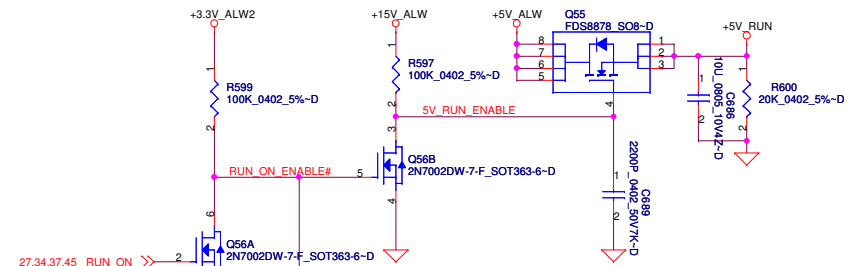 +3.3V_ALW2
+15V_ALW
+5V_ALW
Q55
FDS8878_SO8~D
+5V_RUN
8
7
6
5
1
2
3
4
1
R599
100K_0402_5%~D
2
1
R597
100K_0402_5%~D
2
10U_0805_10V4Z~D
C686
1
2
1
R600
20K_0402_5%~D
2
5V_RUN_ENABLE
3
Q56B
2N7002DW-7-F_SOT363-6~D
5
4
RUN_ON_ENABLE#
2200P_0402_50V7K~D
C689
1
2
6
Q56A
2N7002DW-7-F_SOT363-6~D
2
27,34,37,45 RUN_ON